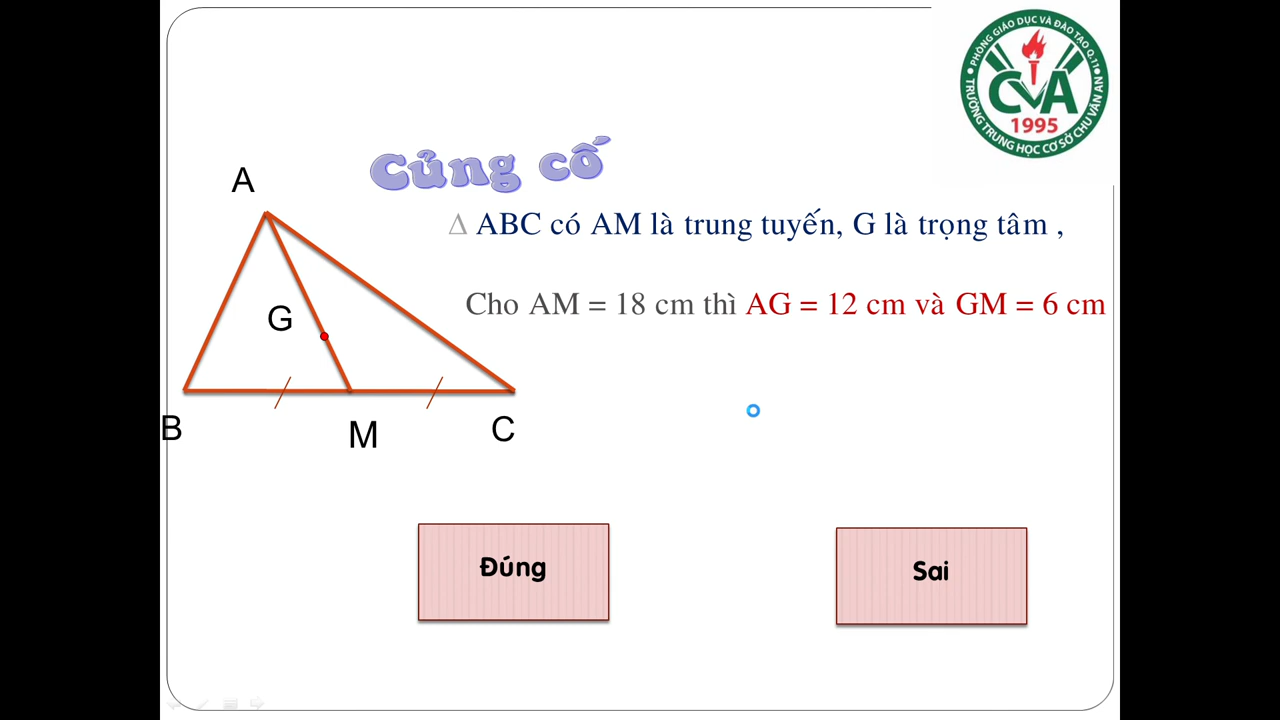 PHÒNG GIÁO DỤC VÀ ĐÀO TẠO Q.11
CVA
1995
TRƯỜNG TRUNG HỌC CƠ SỞ CHU VĂN AN
Củng cố
A
Δ ABC có AM là trung tuyến, G là trọng tâm ,
Cho AM = 18 cm thì AG = 12 cm và GM = 6 cm
G
B
M
C
Đúng
Sai